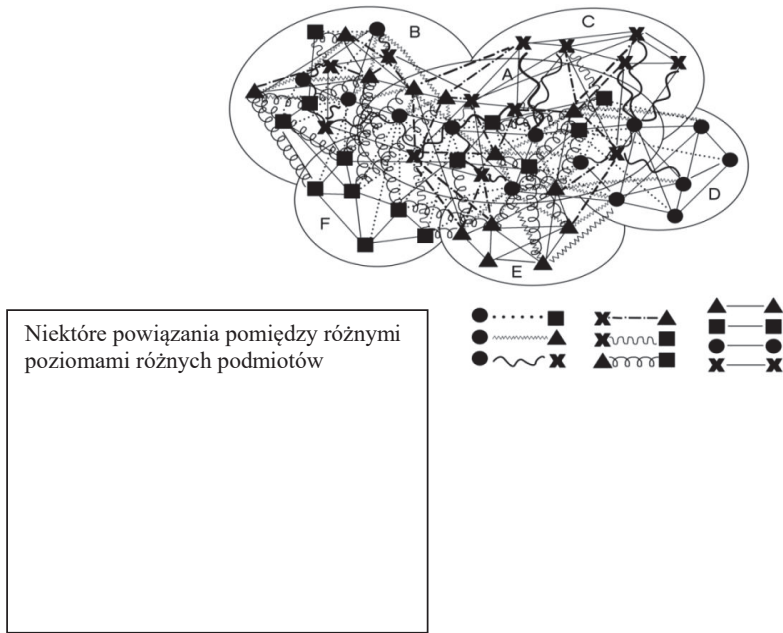 B
C
A
D
F
E
Niektóre powiązania pomiędzy różnymi
poziomami różnych podmiotów